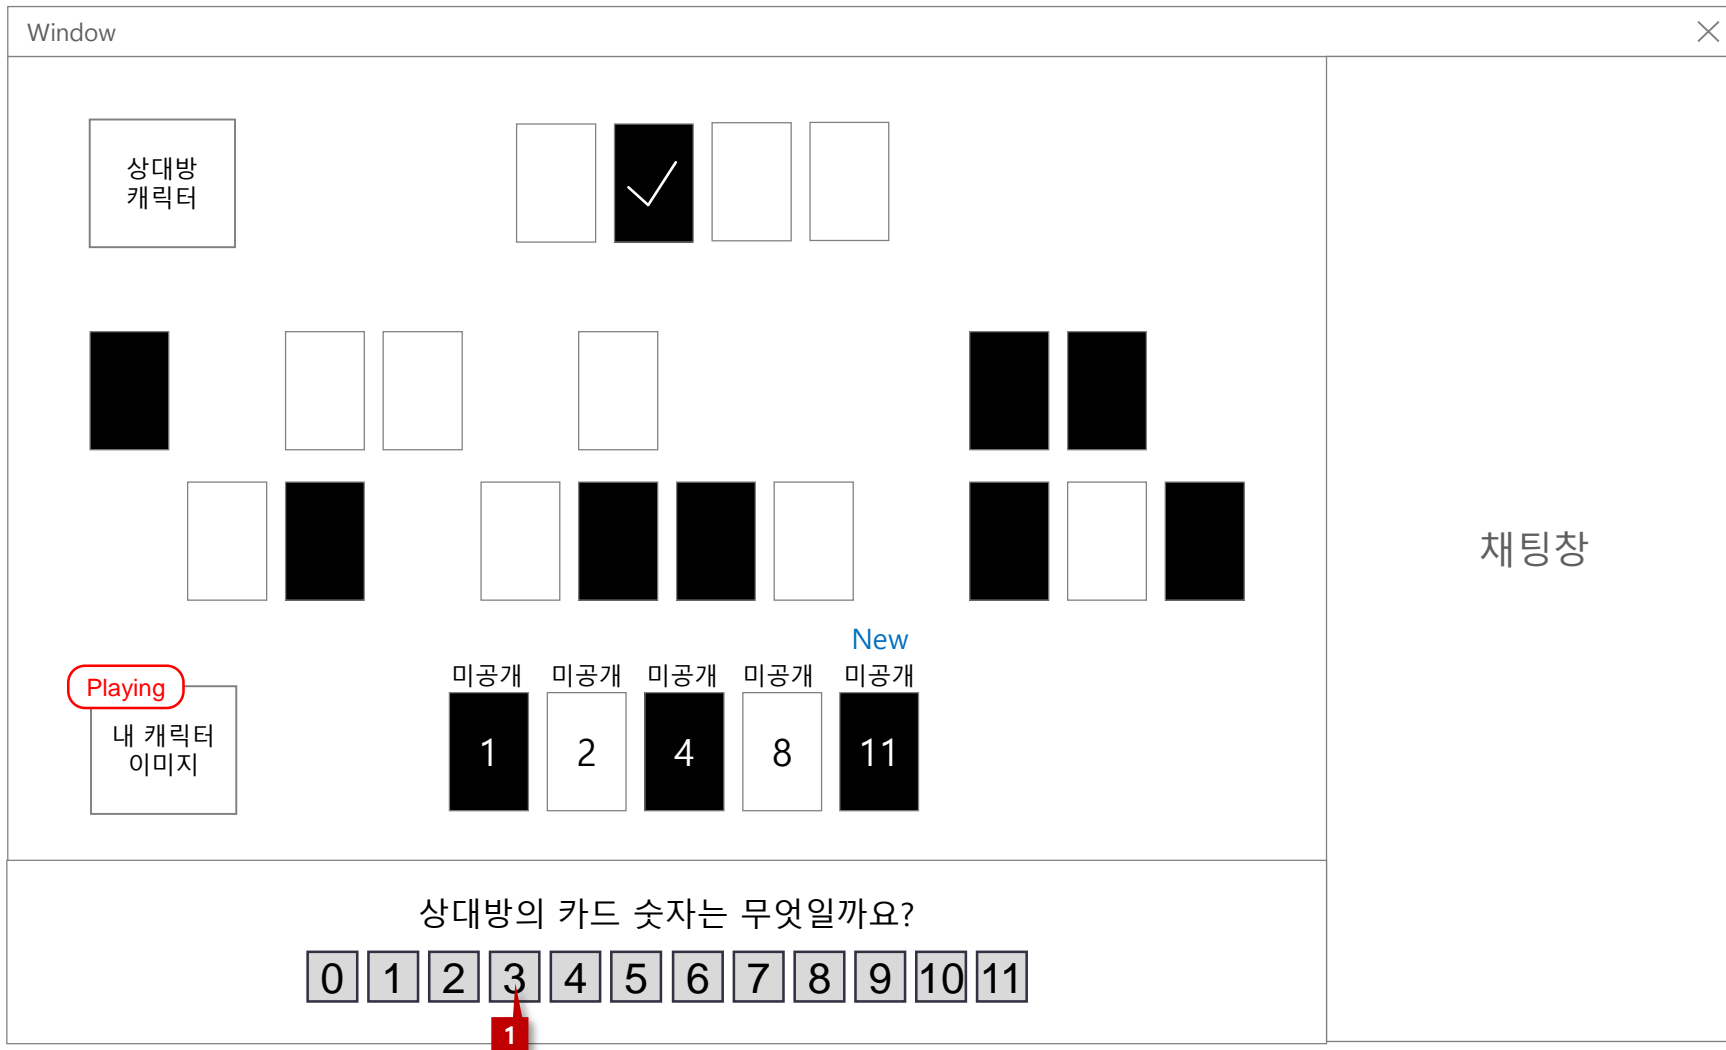 Window
상대방
캐릭터
채팅창
New
미공개 미공개 미공개 미공개 미공개
Playing
내 캐릭터
이미지
1 2 4 8 11
상대방의 카드 숫자는 무엇일까요?
0 1 2 3 4 5 6 7 8 9 10 11
1